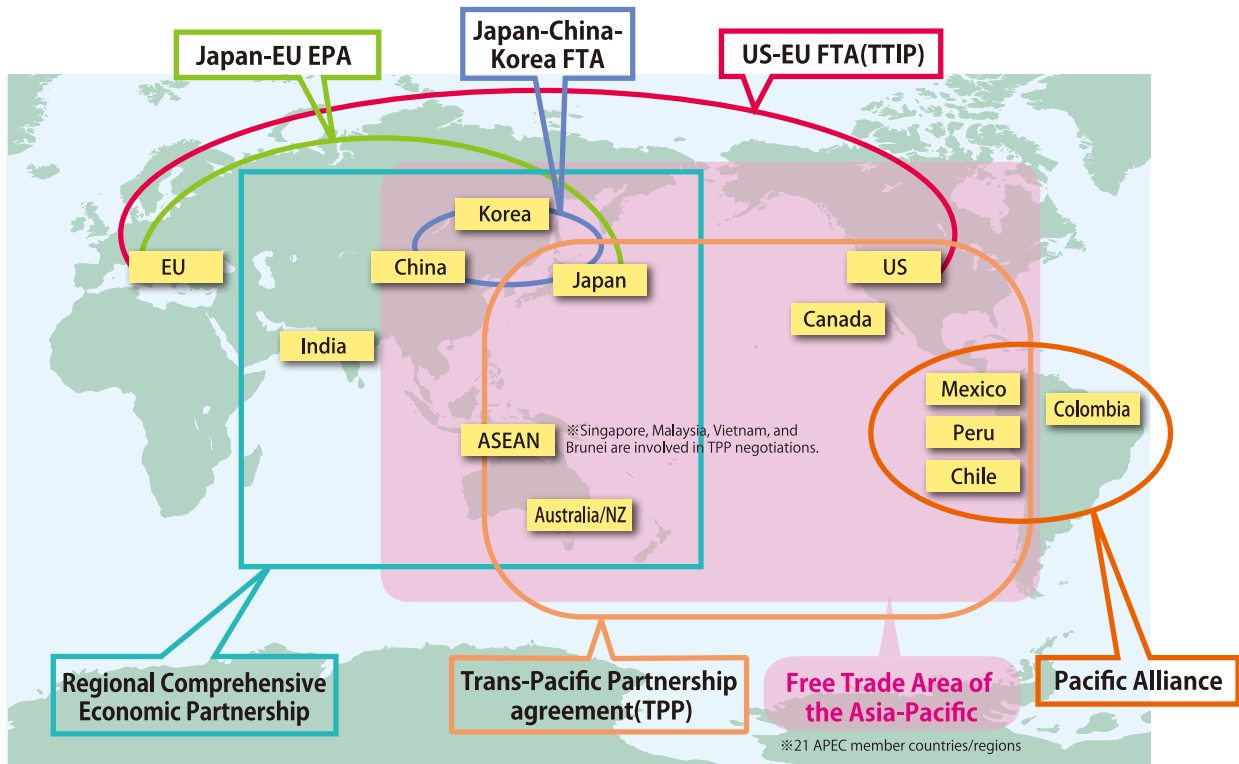 Japan-EU EPA
Japan-China-
Korea FTA
US-EU FTA(TTIP)
Korea
EU
China
Japan
US
India
Canada
Mexico
Colombia
Peru
ASEAN
※Singapore, Malaysia, Vietnam, and
Brunei are involved in TPP negotiations.
Chile
Australia/NZ
Regional Comprehensive
Economic Partnership
Trans-Pacific Partnership
agreement(TPP)
Free Trade Area of
the Asia-Pacific
※21 APEC member countries/regions
Pacific Alliance